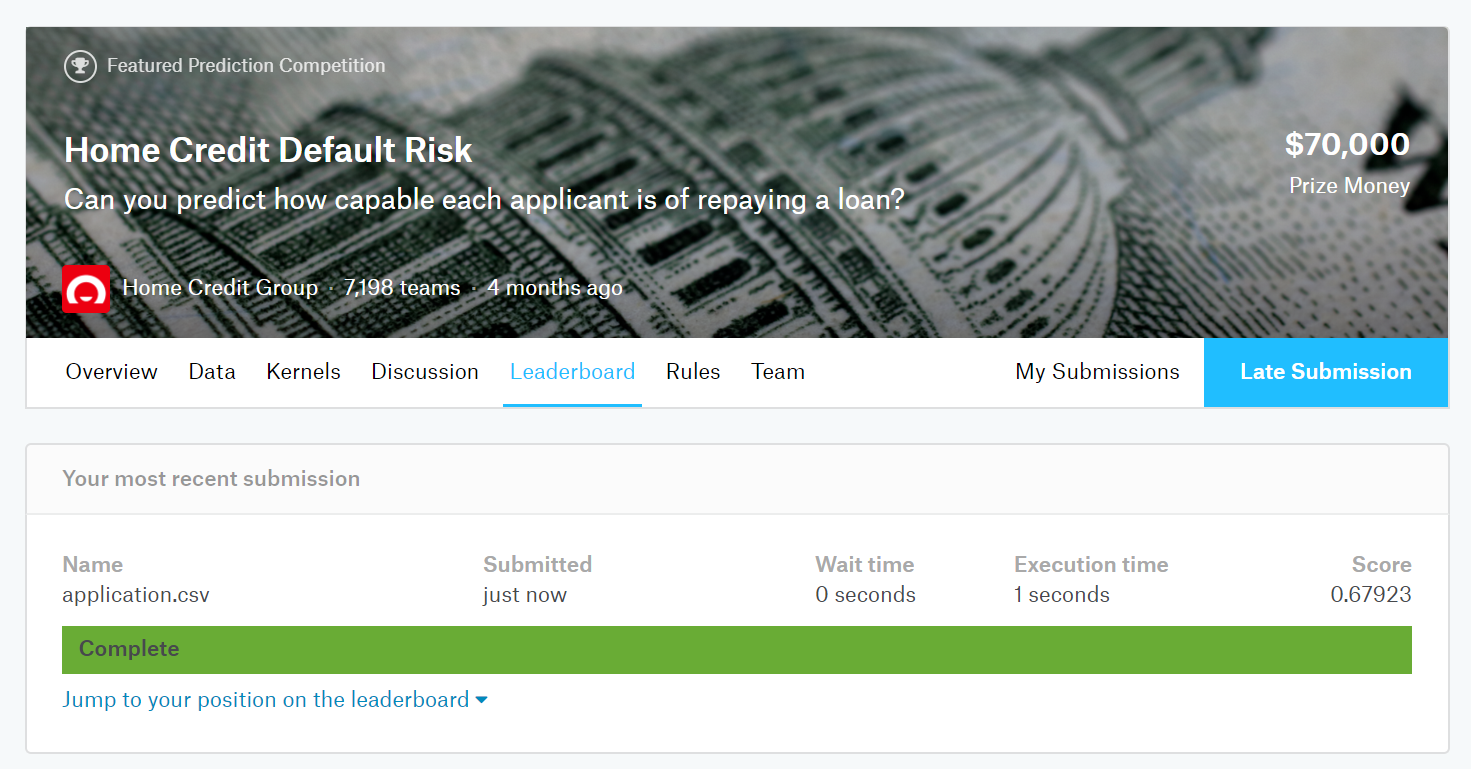 Featured Prediction Competition
Home Credit Default Risk
$70,000
Can you predict how capable each applicant is of repaying a loan?
Prize Money
Home Credit Group · 7,198 teams · 4 months ago
Overview Data Kernels Discussion Leaderboard Rules Team My Submissions Late Submission
Your most recent submission
Name Submitted Wait time Execution time Score
application.csv just now 0 seconds 1 seconds 0.67923
Complete
Jump to your position on the leaderboard